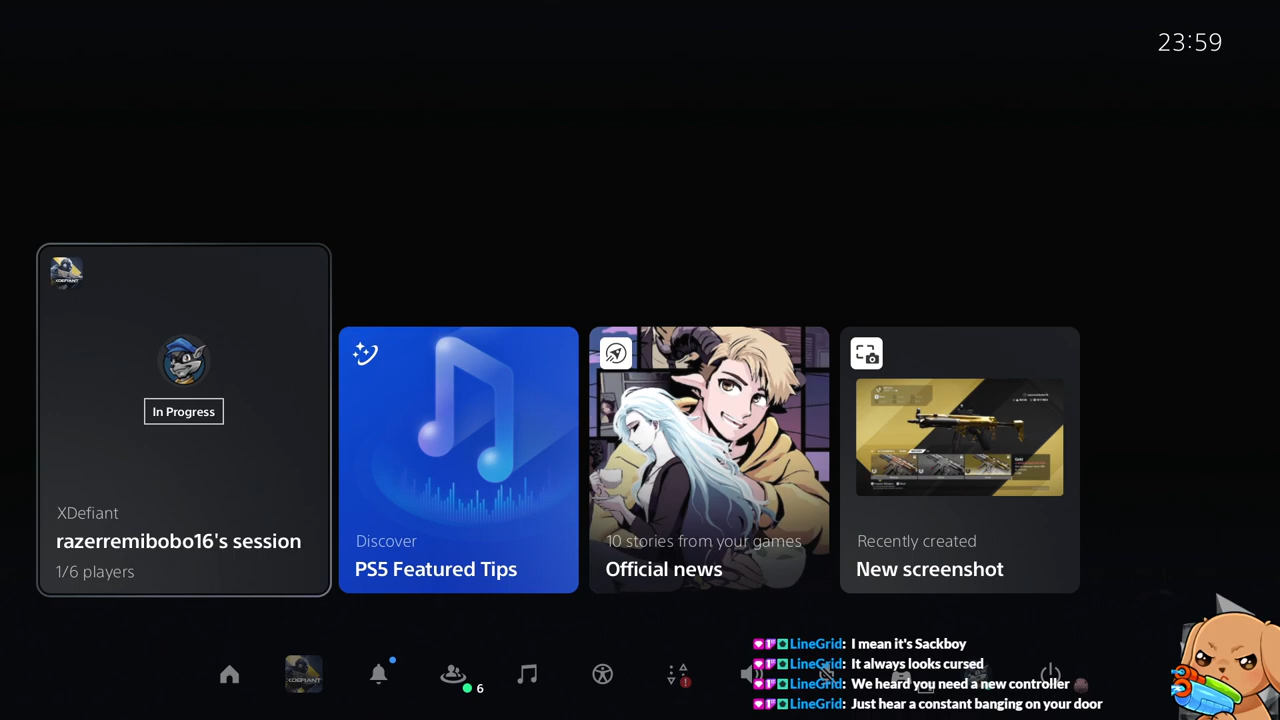 23:59
XDEFIANT
In Progress
XDefiant
razerremibobo16's session
1/6 players
Discover
PS5 Featured Tips
10 stories from your games
Official news
Recently created
New screenshot
XDEFIANT
6
LineGrid: I mean it's Sackboy
LineGrid: It always looks cursed
LineGrid: We heard you need a new controller
LineGrid: Just hear a constant banging on your door